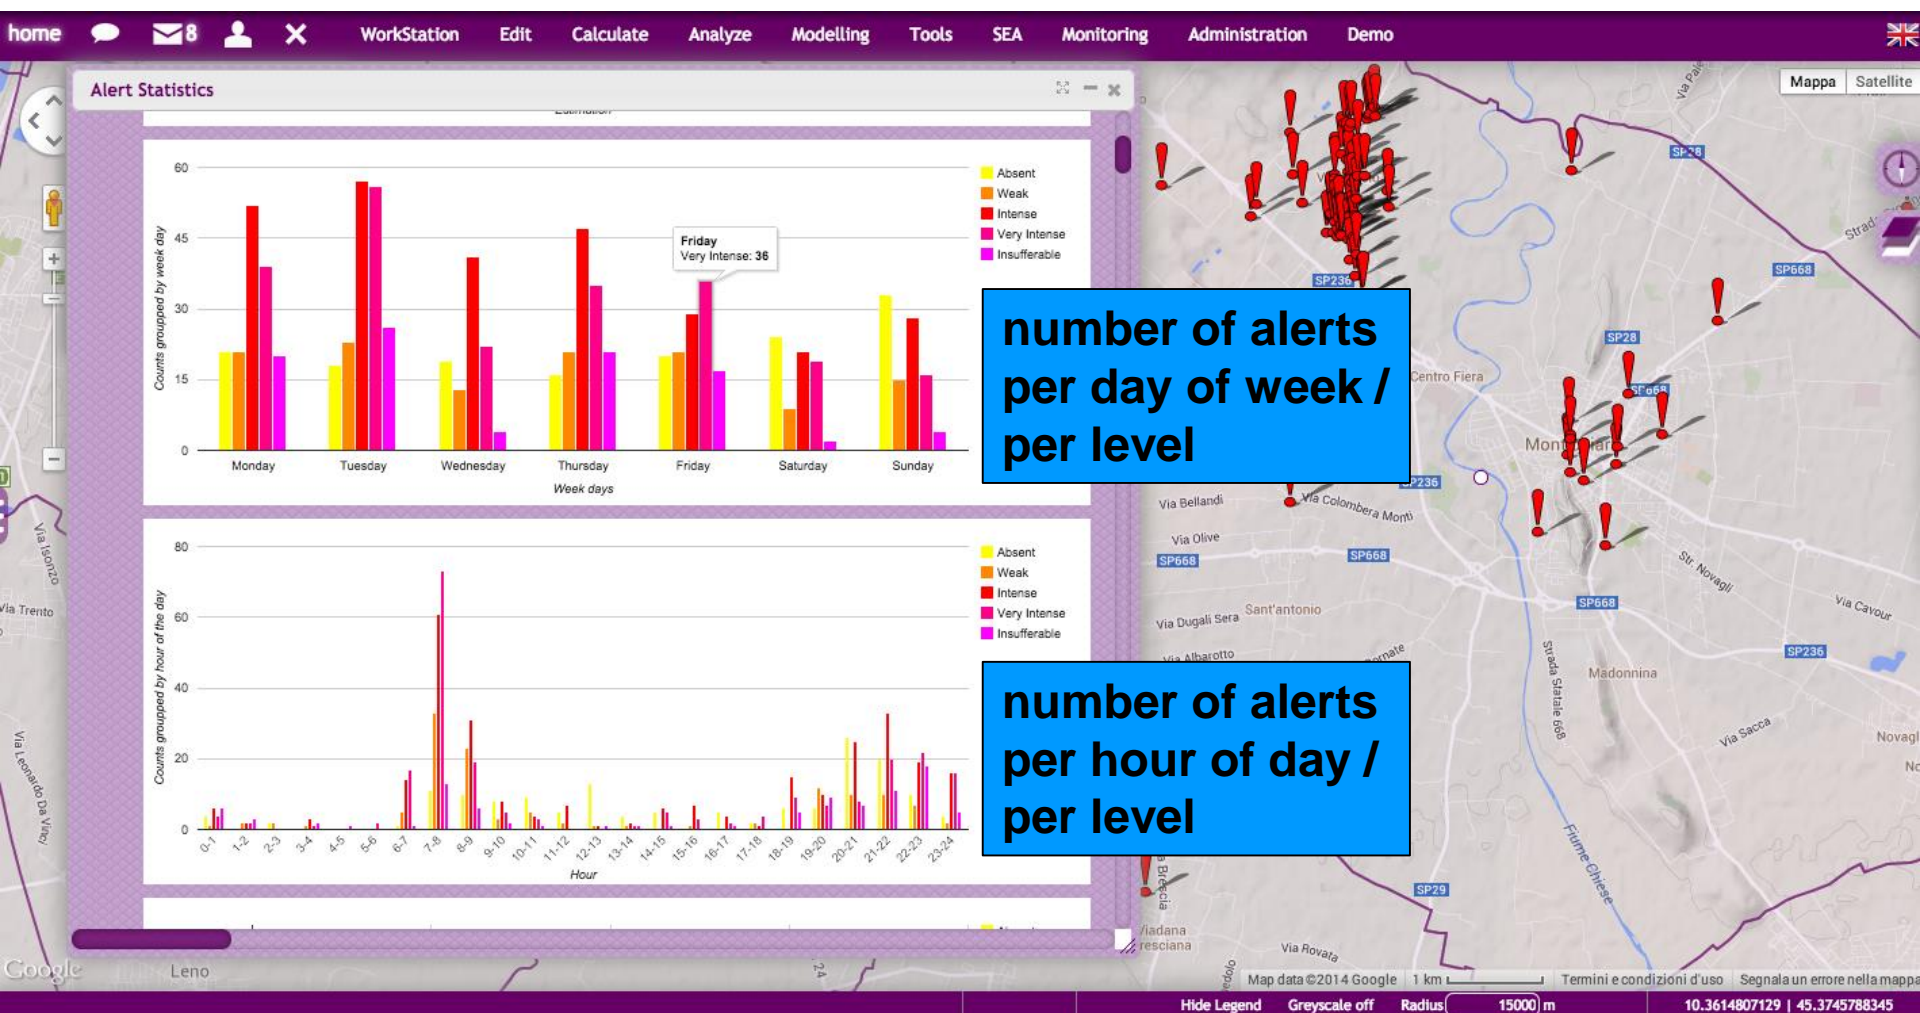 home 8 WorkStation Edit Calculate Analyze Modelling Tools SEA Monitoring Administration Demo
Alert Statistics
Mappa Satellite
Estimation
60
45
30
15
0
Counts groupped by week day
Monday Tuesday Wednesday Thursday Friday Saturday Sunday
Week days
Friday
Very Intense: 36
Absent
Weak
Intense
Very Intense
Insufferable
number of alerts
per day of week /
per level
80
60
40
20
0
Counts groupped by hour of the day
0-1 1-2 2-3 3-4 4-5 5-6 6-7 7-8 8-9 9-10 10-11 11-12 12-13 13-14 14-15 15-16 16-17 17-18 18-19 19-20 20-21 21-22 22-23 23-24
Hour
Absent
Weak
Intense
Very Intense
Insufferable
number of alerts
per hour of day /
per level
SP28
SP668
SP236
SP28
Centro Fiera
Via Bellandi
Via Colombera Monti
Via Olive
SP668
SP668
Str. Novagli
SP668
Via Cavour
Sant'antonio
Via Dugali Sera
Via Albarotto
SP236
Madonnina
Strada Statale 668
Via Sacca
Fiume Chiese
SP29
Via Rovata
Via Isonzo
Via Trento
Via Leonardo Da Vinci
Google
Leno
24
Map data ©2014 Google 1 km Termini e condizioni d'uso Segnala un errore nella mappa
Hide Legend Greyscale off Radius 15000 m 10.3614807129 | 45.3745788345